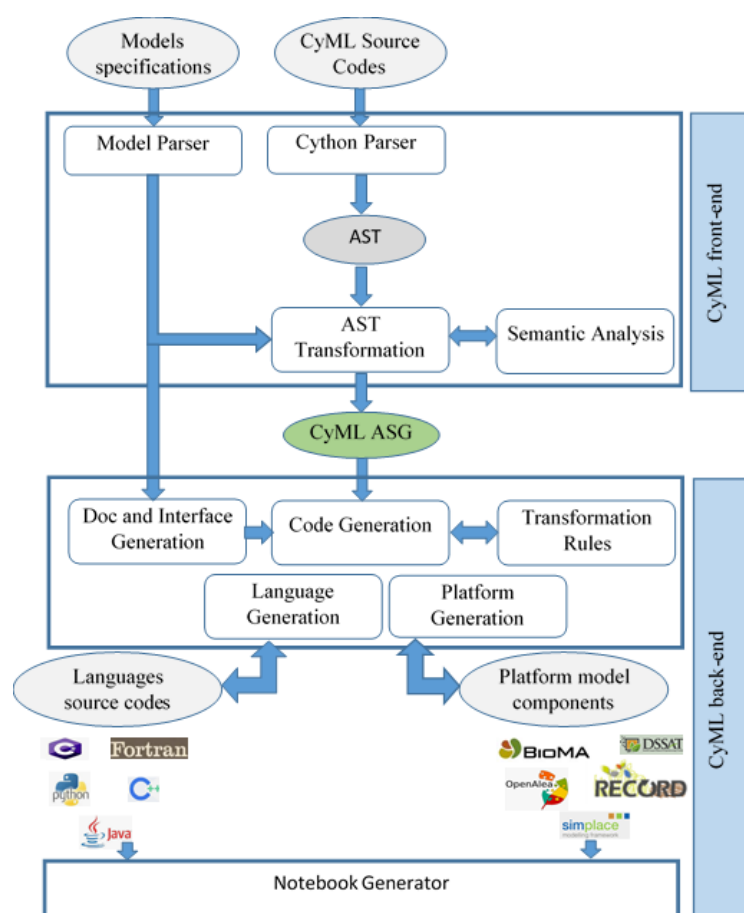 Models
specifications
CyML Source
Codes
Model Parser
Cython Parser
AST
AST
Transformation
Semantic Analysis
CyML front-end
CyML ASG
Doc and Interface
Generation
Code Generation
Transformation
Rules
Language
Generation
Platform
Generation
Languages
source codes
Platform model
components
CyML back-end
C
Fortran
python
C++
Java
BIOMA
DSSAT
OpenAlea
RECORD
simplace
modelling framework
Notebook Generator